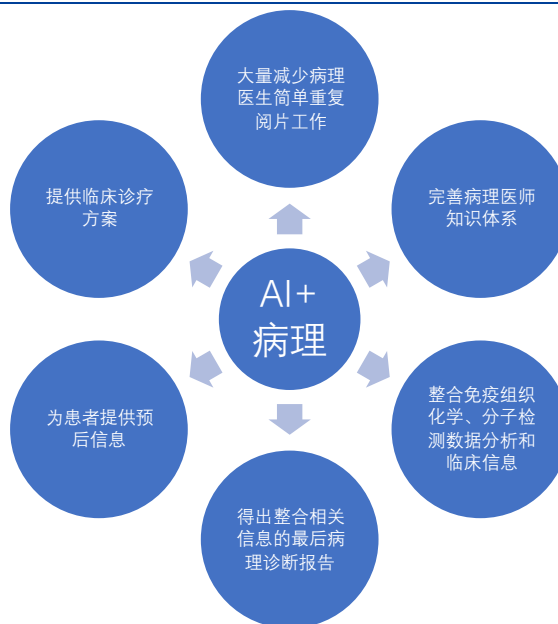 大量减少病理
医生简单重复
阅片工作
提供临床诊疗
方案
完善病理医师
知识体系
AI+
病理
为患者提供预
后信息
整合免疫组织
化学、分子检
测数据分析和
临床信息
得出整合相关
信息的最后病
理诊断报告